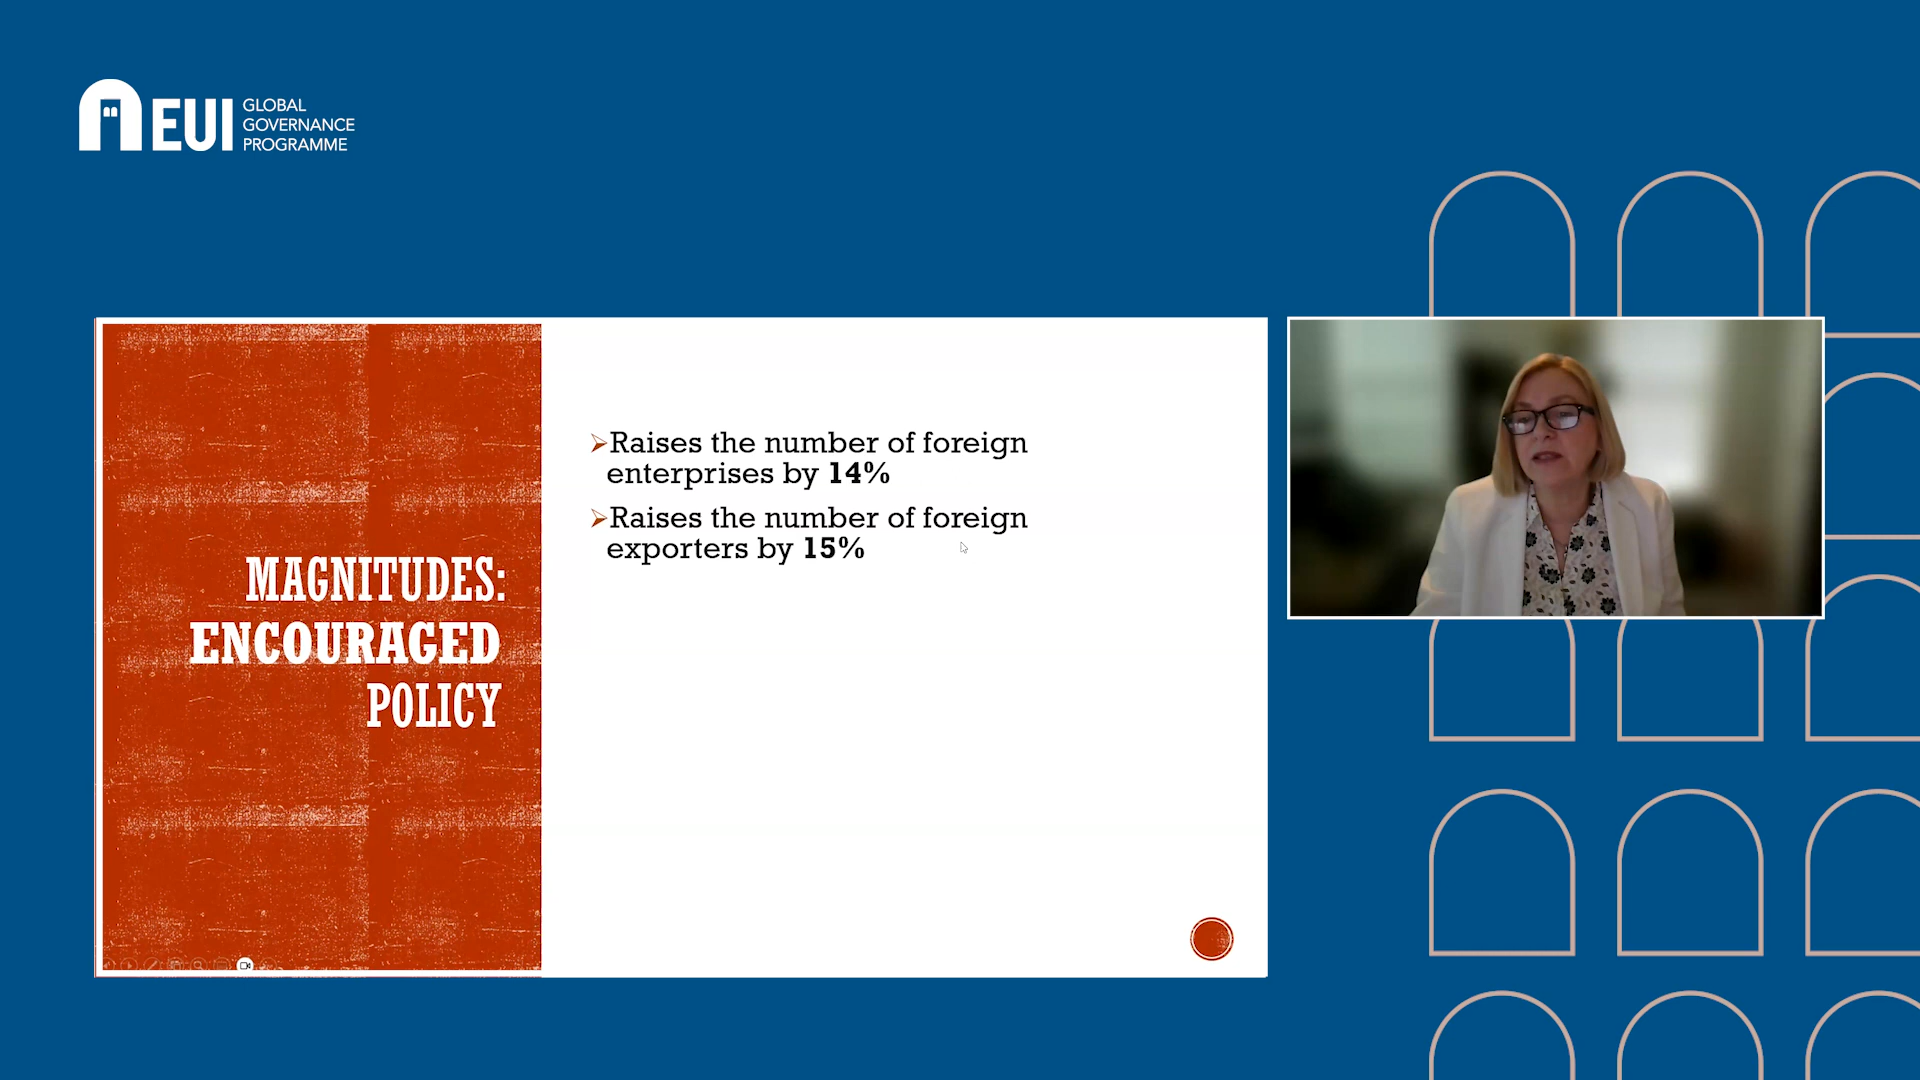 EUI
GLOBAL
GOVERNANCE
PROGRAMME
MAGNITUDES:
ENCOURAGED
POLICY
➢Raises the number of foreign
enterprises by 14%
➢Raises the number of foreign
exporters by 15%